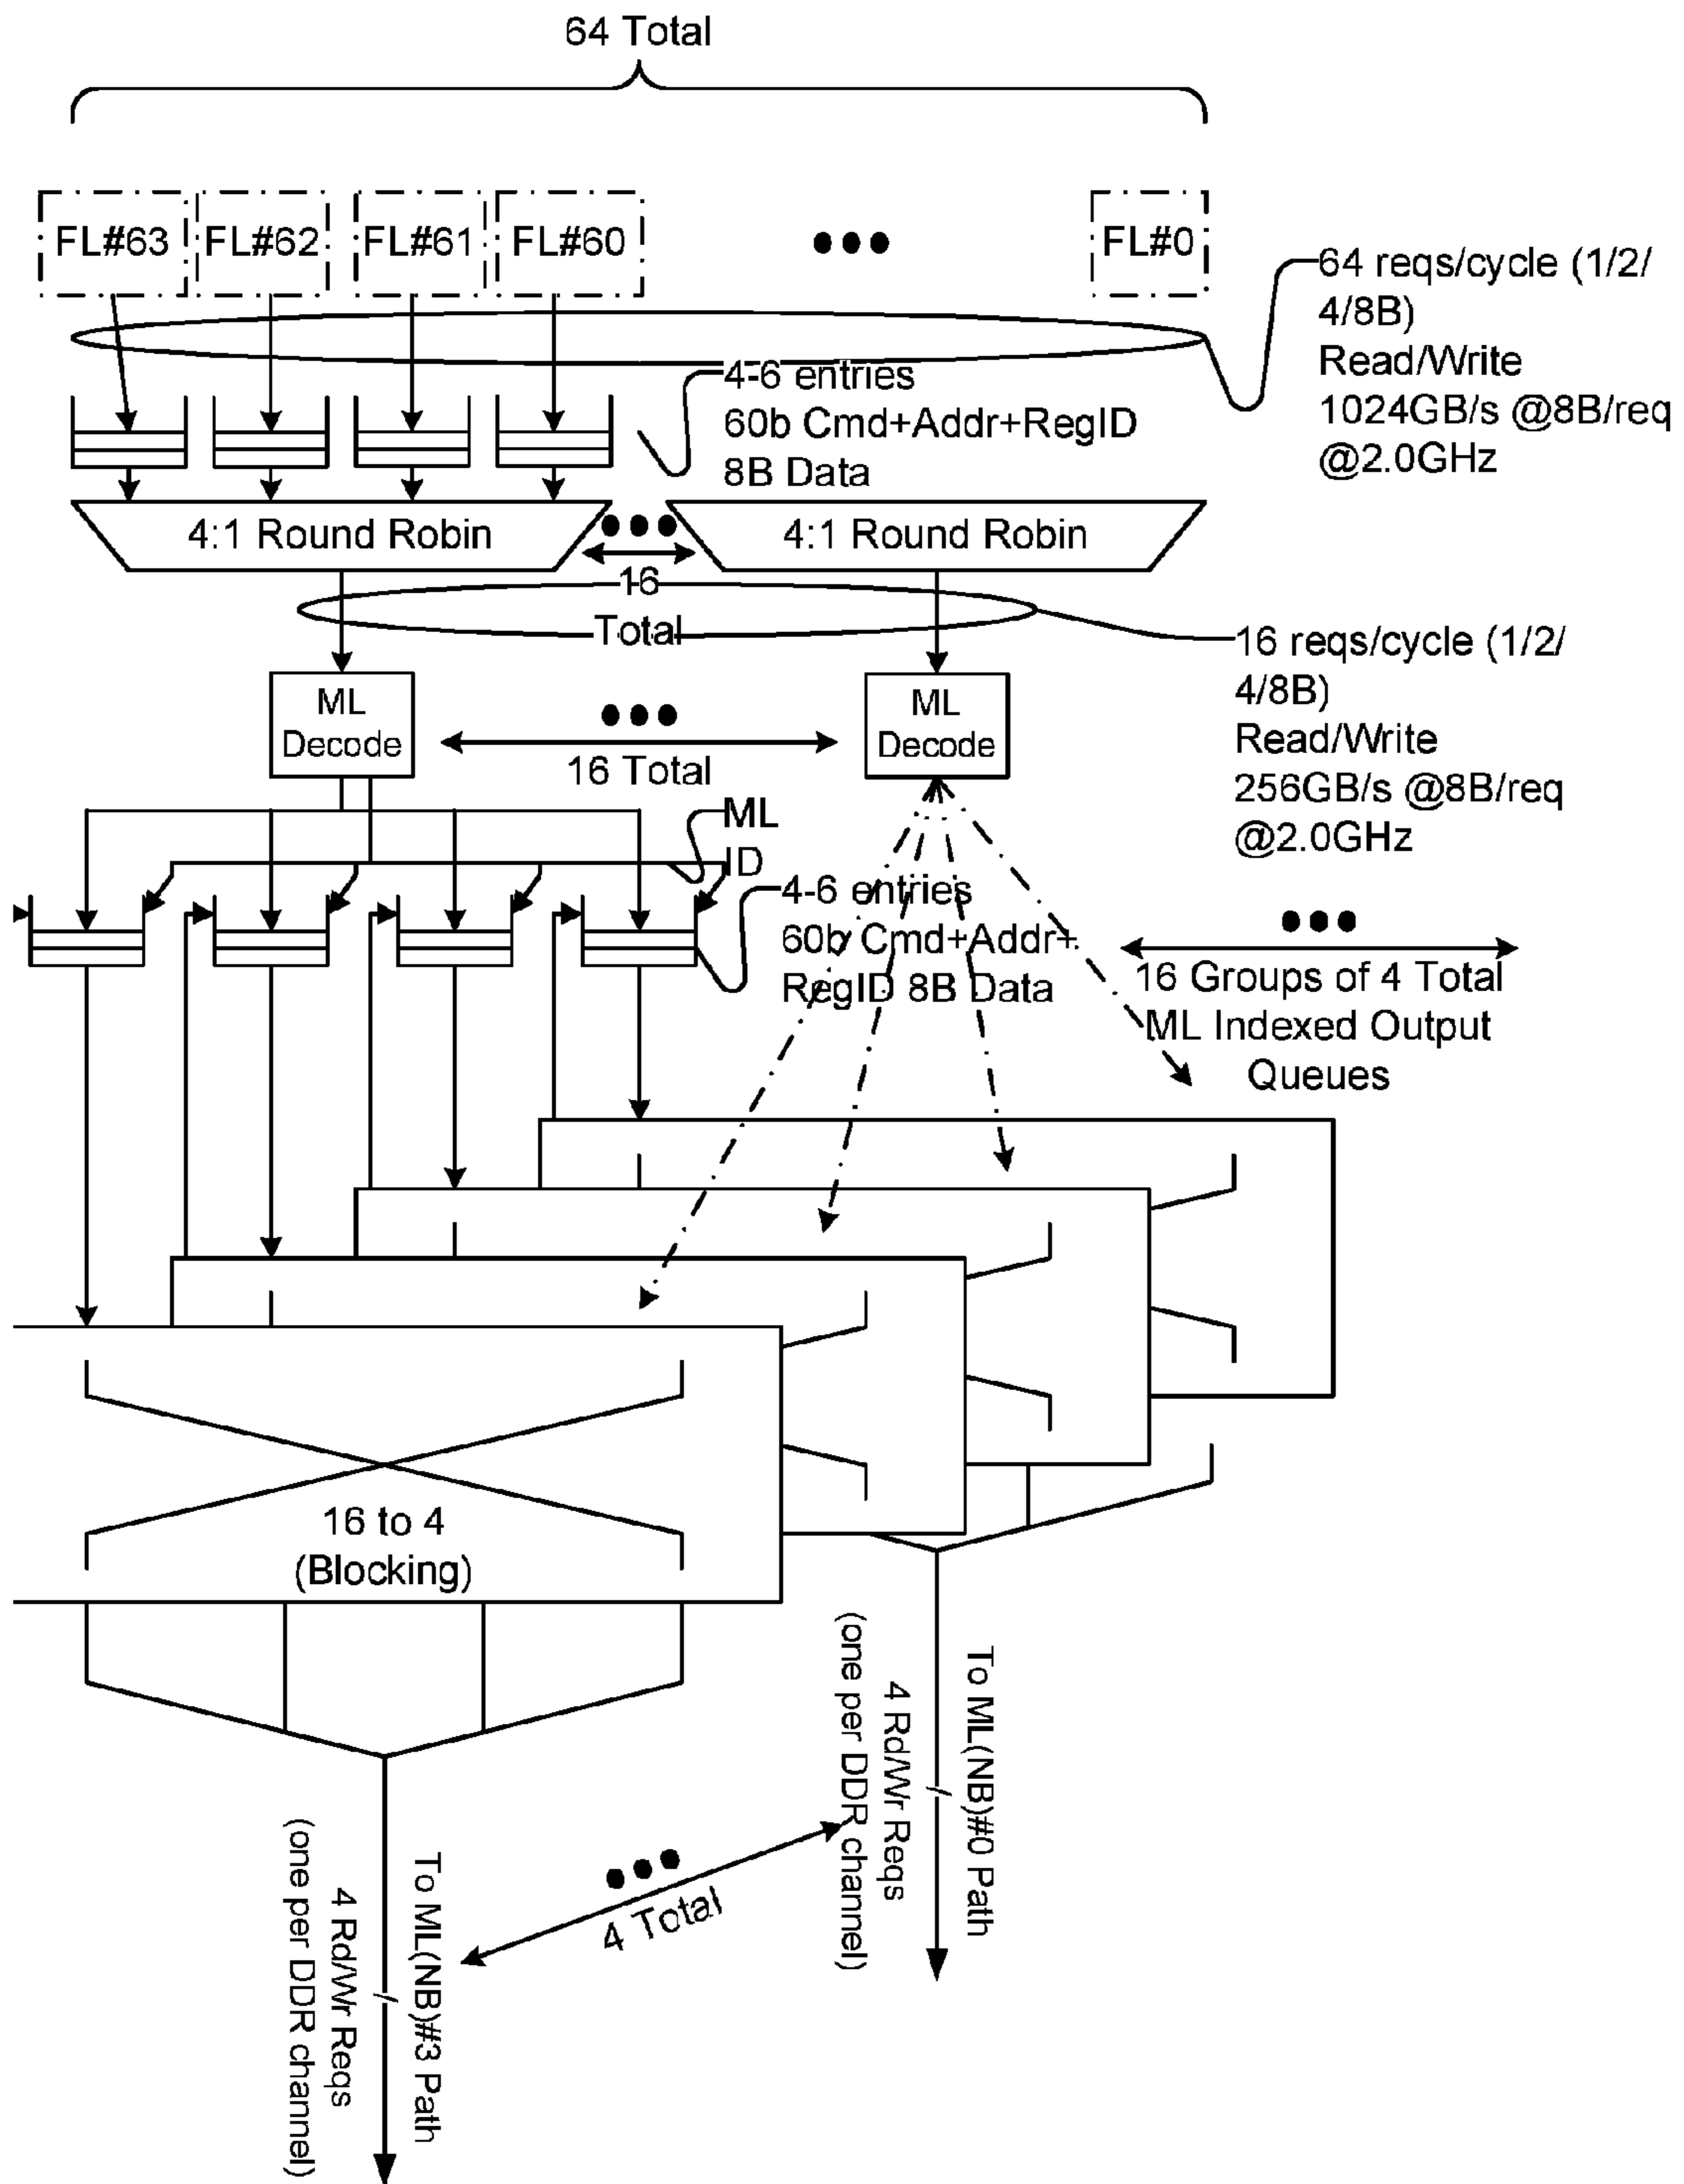 64 Total
FL#63
FL#62
FL#61
FL#60
FL#0
64 reqs/cycle (1/2/
4/8B)
Read/Write
1024GB/s @8B/req
@2.0GHz
4-6 entries
60b Cmd+Addr+RegID
8B Data
4:1 Round Robin
4:1 Round Robin
16
Total
16 reqs/cycle (1/2/
4/8B)
Read/Write
256GB/s @8B/req
@2.0GHz
ML
Decode
ML
Decode
16 Total
ML
ID
4-6 entries
60b Cmd+Addr+
RegID 8B Data
16 Groups of 4 Total
ML Indexed Output
Queues
16 to 4
(Blocking)
To ML(NB)#0 Path
4 Rd/Wr Reqs
(one per DDR channel)
4 Total
To ML(NB)#3 Path
4 Rd/Wr Reqs
(one per DDR channel)